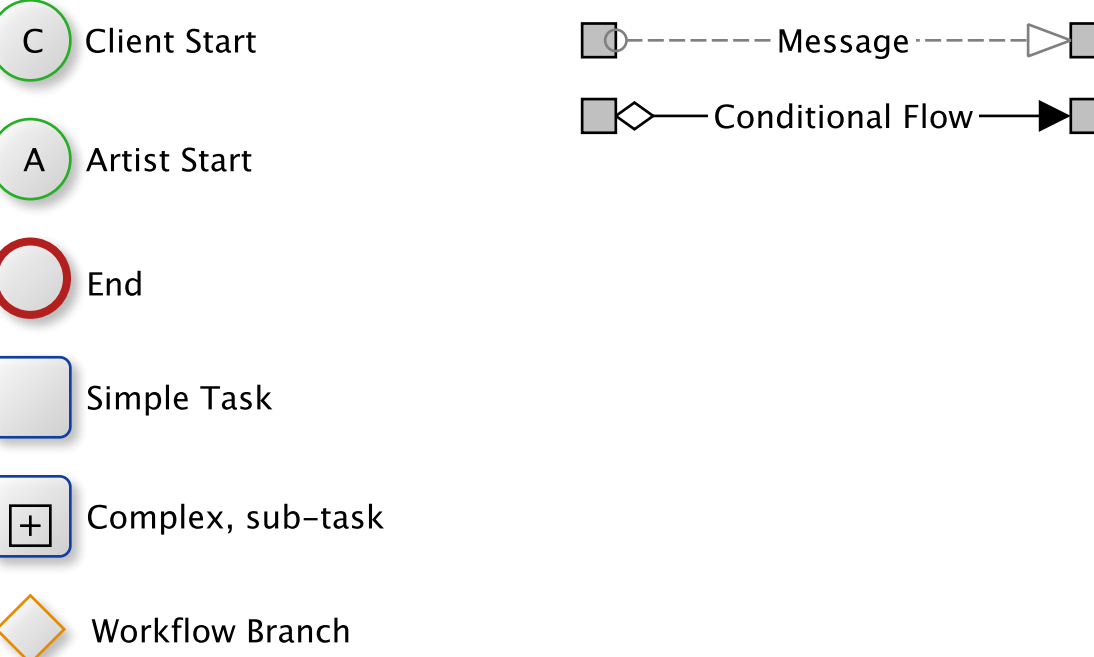 C Client Start
A Artist Start
End
Simple Task
Complex, sub-task
Workflow Branch
Message
Conditional Flow